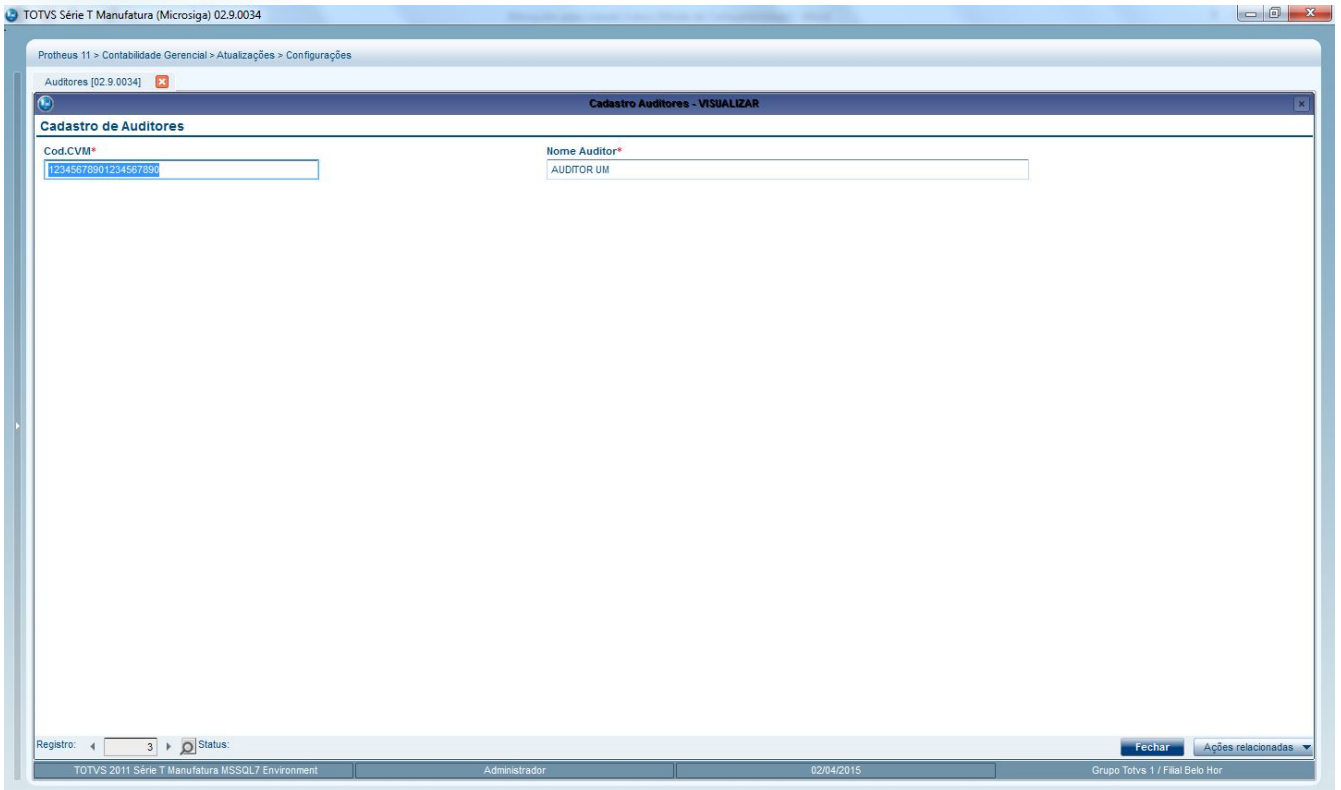 TOTVS Série T Manufatura (Microsiga) 02.9.0034
Protheus 11 > Contabilidade Gerencial > Atualizações > Configurações
Auditores [02.9.0034]
Cadastro Auditores - VISUALIZAR
Cadastro de Auditores
Cod.CVM* Nome Auditor*
12345678901234567890 AUDITOR UM
Registro: 3 Status: Fechar Ações relacionadas
TOTVS 2011 Série T Manufatura MSSQL7 Environment Administrador 02/04/2015 Grupo Totvs 1 / Filial Belo Hor